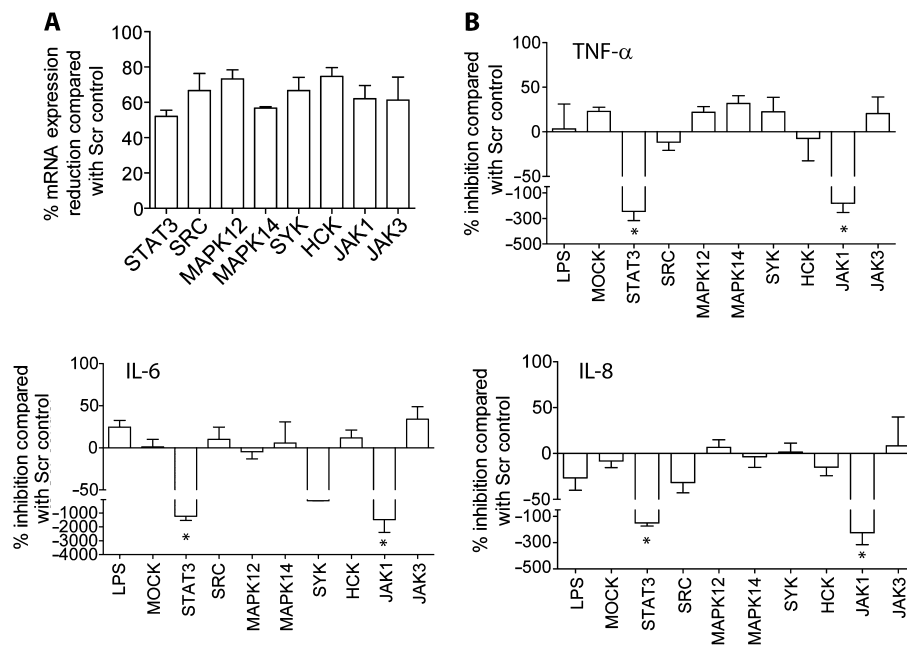 A
% mRNA expression
reduction compared
with Scr control
100
80
60
40
20
0
STAT3
SRC
MAPK12
MAPK14
SYK
HCK
JAK1
JAK3
B
TNF-α
% inhibition compared
with Scr control
100
50
0
-50
-100
-300
-500
*
*
LPS
MOCK
STAT3
SRC
MAPK12
MAPK14
SYK
HCK
JAK1
JAK3
IL-6
% inhibition compared
with Scr control
100
50
0
-50
-1000
-2000
-3000
-4000
*
*
LPS
MOCK
STAT3
SRC
MAPK12
MAPK14
SYK
HCK
JAK1
JAK3
IL-8
% inhibition compared
with Scr control
100
50
0
-50
-100
-300
-500
*
*
LPS
MOCK
STAT3
SRC
MAPK12
MAPK14
SYK
HCK
JAK1
JAK3